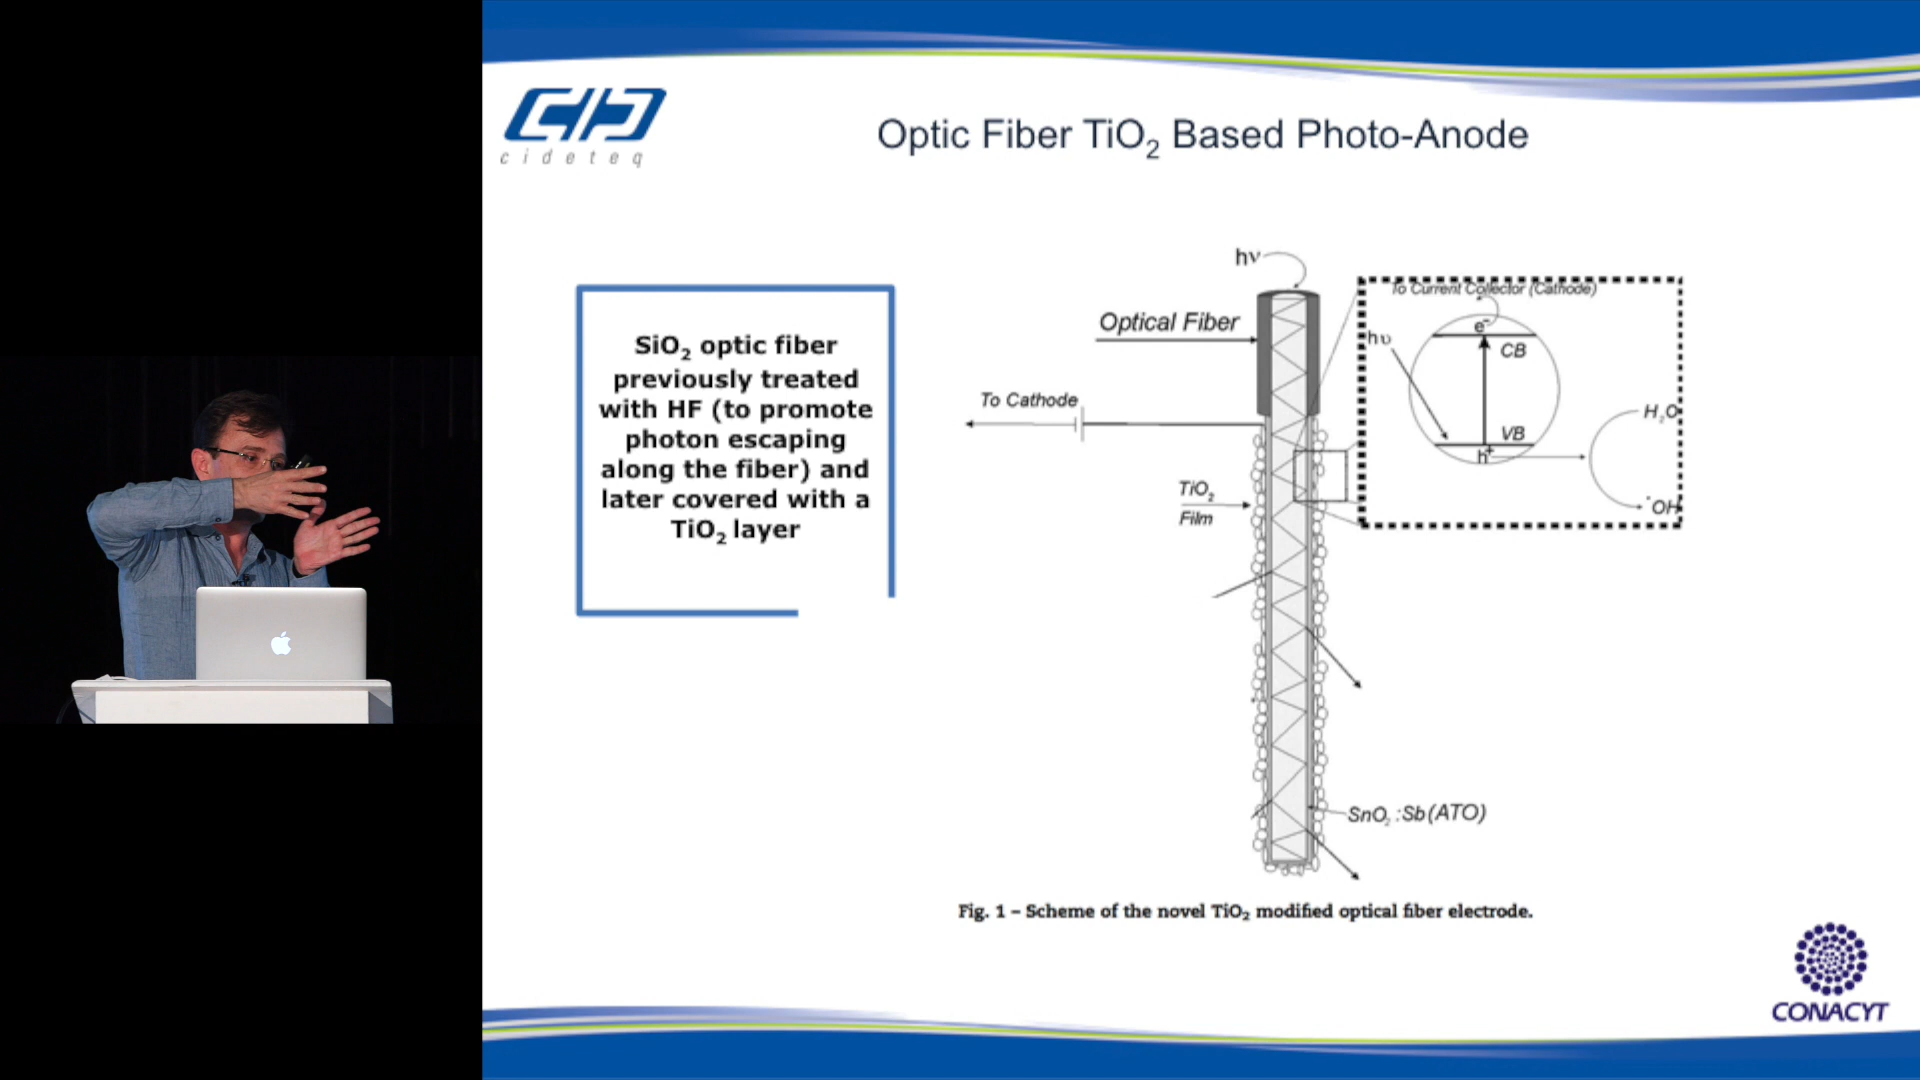 cideteq
Optic Fiber TiO₂ Based Photo-Anode
SiO₂ optic fiber
previously treated
with HF (to promote
photon escaping
along the fiber) and
later covered with a
TiO₂ layer
hν
Optical Fiber
To Cathode
TiO₂
Film
To Current Collector (Cathode)
hυ
e⁻
CB
VB
h⁺
H₂O
˙OH
SnO₂:Sb(ATO)
Fig. 1 – Scheme of the novel TiO₂ modified optical fiber electrode.
CONACYT